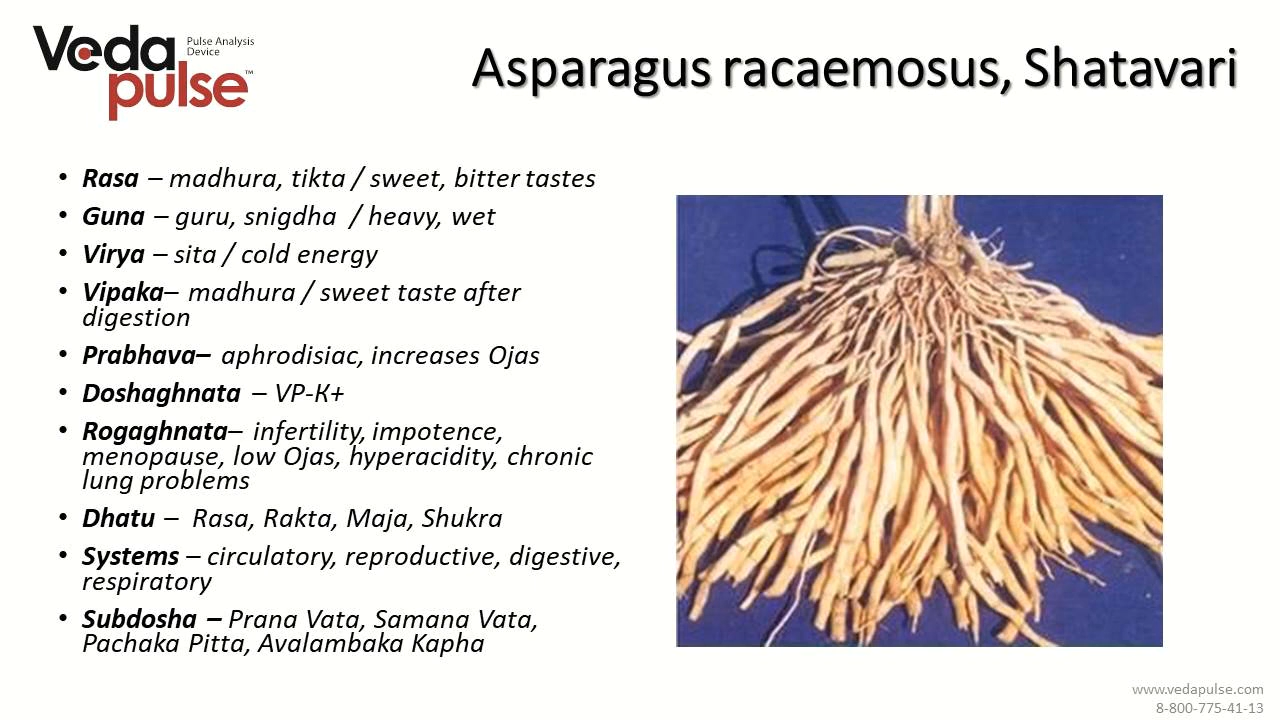 Veda
pulse™
Pulse Analysis
Device
Asparagus racaemosus, Shatavari
• Rasa – madhura, tikta / sweet, bitter tastes
• Guna – guru, snigdha / heavy, wet
• Virya – sita / cold energy
• Vipaka– madhura / sweet taste after
digestion
• Prabhava– aphrodisiac, increases Ojas
• Doshaghnata – VP-K+
• Rogaghnata– infertility, impotence,
menopause, low Ojas, hyperacidity, chronic
lung problems
• Dhatu – Rasa, Rakta, Maja, Shukra
• Systems – circulatory, reproductive, digestive,
respiratory
• Subdosha – Prana Vata, Samana Vata,
Pachaka Pitta, Avalambaka Kapha
www.vedapulse.com
8-800-775-41-13